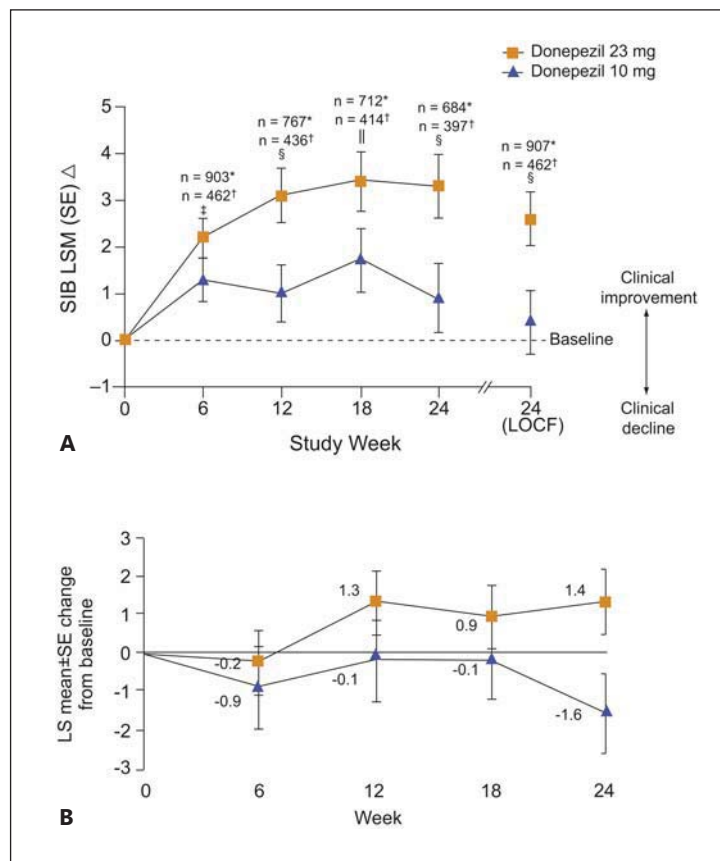 Donepezil 23 mg
Donepezil 10 mg
SIB LSM (SE) △
5
4
3
2
1
0
–1
n = 903*
n = 462†
‡
n = 767*
n = 436†
§
n = 712*
n = 414†
||
n = 684*
n = 397†
§
n = 907*
n = 462†
§
Clinical
improvement
Baseline
Clinical
decline
0
6
12
18
24
24
(LOCF)
Study Week
A
LS mean±SE change
from baseline
3
2
1
0
-1
-2
-3
-0.2
1.3
0.9
1.4
-0.9
-0.1
-0.1
-1.6
0
6
12
18
24
Week
B